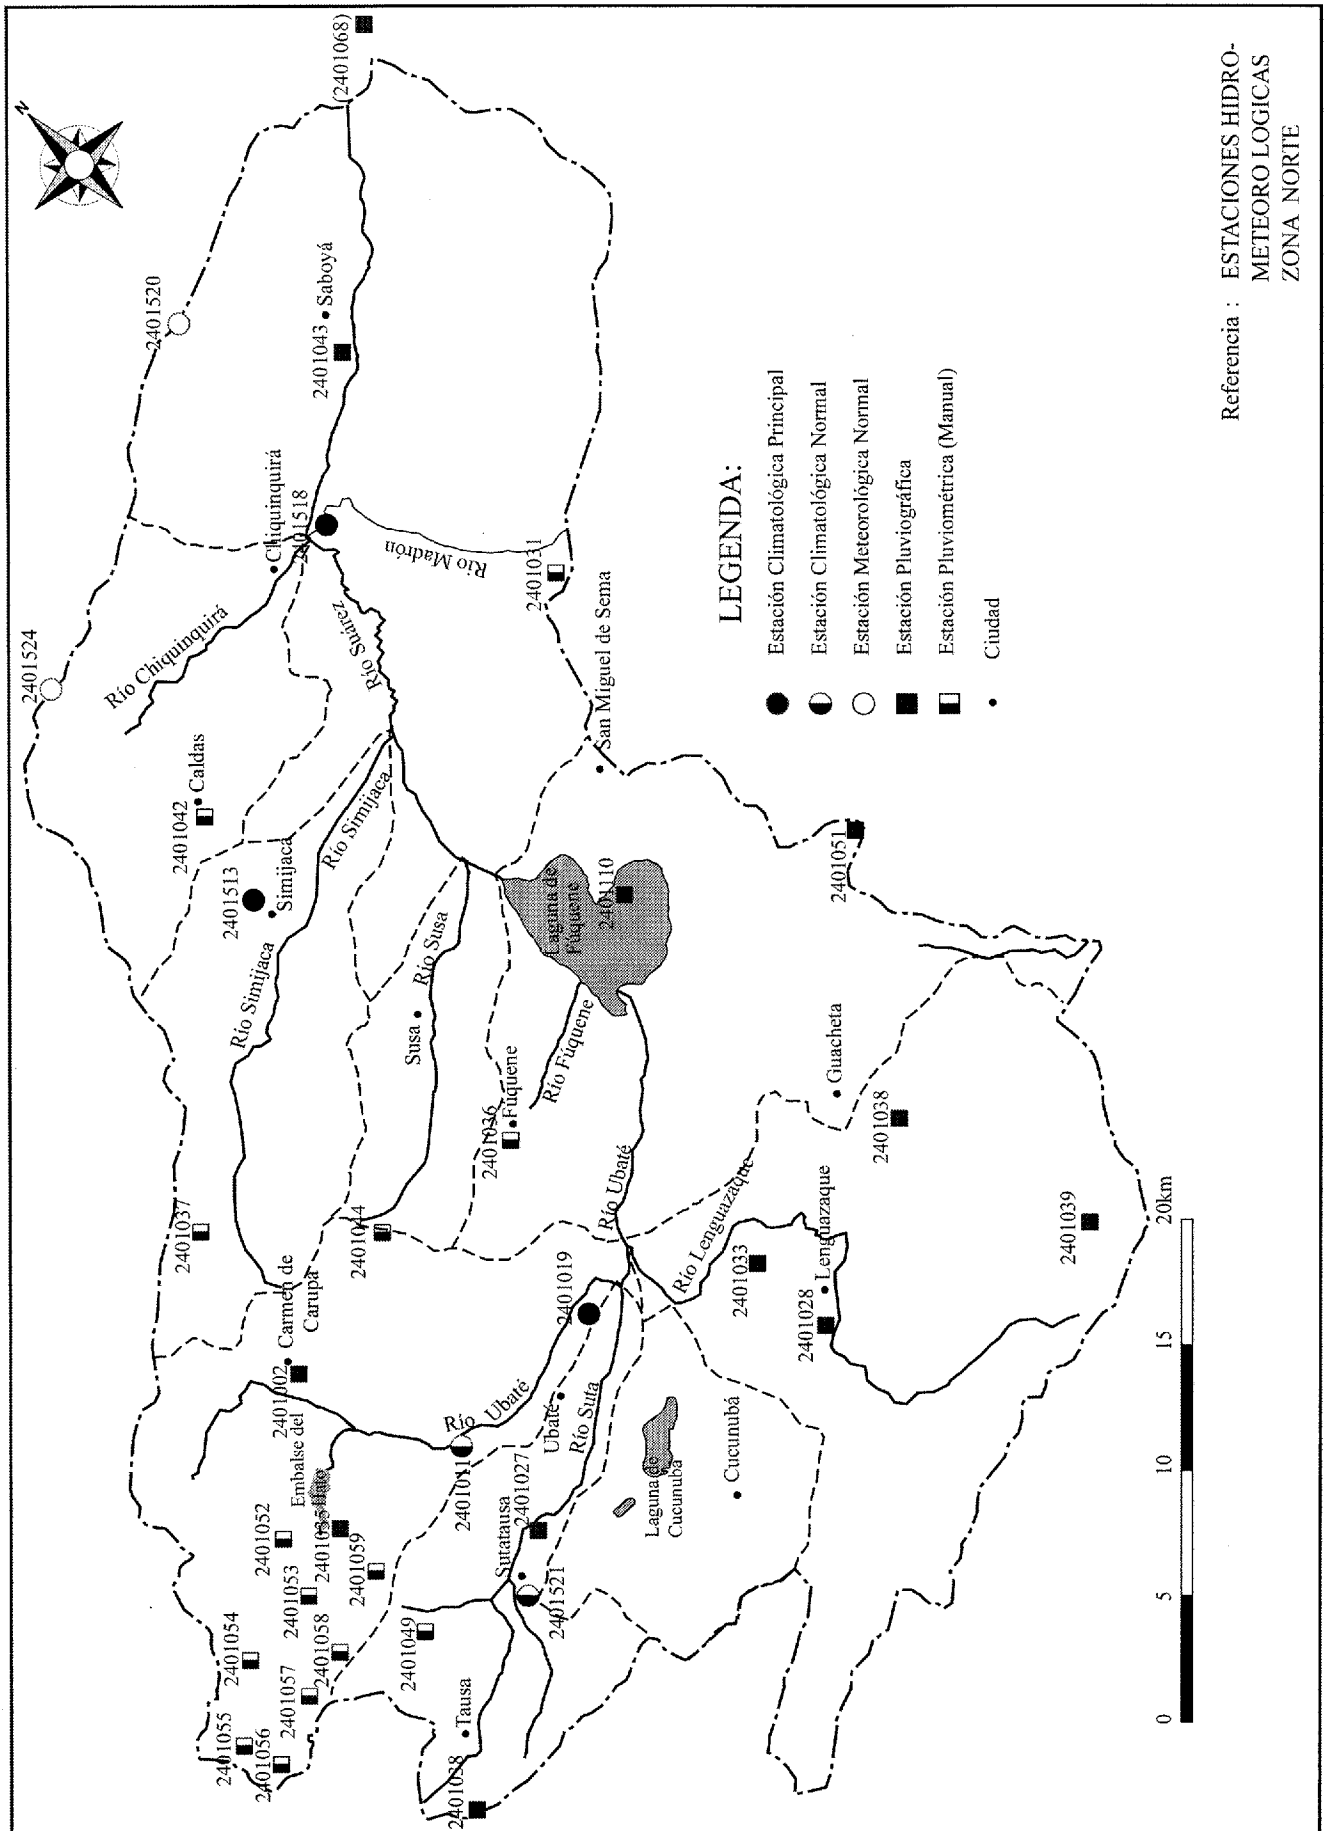 N
(2401068)
2401520
Saboyá
2401043
Chiquinquirá
2401518
Río Madrón
2401031
Río Chiquinquirá
Río Suárez
San Miguel de Sema
2401524
Caldas
2401042
Río Simijaca
2401513
Simijaca
Río Simijaca
Río Susa
Susa
Laguna de
Fúquene
2401110
2401051
Río Fúquene
2401036
Fúquene
Guacheta
2401038
2401037
2401044
Río Ubaté
Río Lenguazaque
2401033
Lenguazaque
2401028
2401039
Carmen de
Carupa
2401002
2401019
Río Ubaté
2401011
Ubaté
Río Suta
Embalse del
Hato
2401052
2401035
2401059
2401053
2401027
Sutatausa
2401521
Laguna de
Cucunubá
Cucunubá
2401054
2401058
2401057
2401049
2401055
2401056
Tausa
LEGENDA:
Estación Climatológica Principal
Estación Climatológica Normal
Estación Meteorológica Normal
Estación Pluviográfica
Estación Pluviométrica (Manual)
Ciudad
0 5 10 15 20km
Referencia : ESTACIONES HIDRO-
METEORO LOGICAS
ZONA NORTE